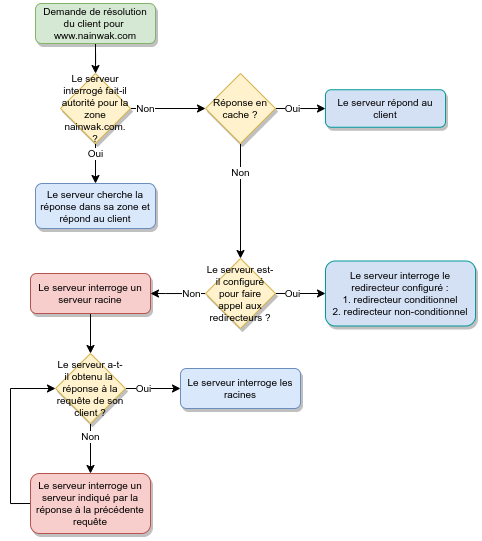 Demande de résolution
du client pour
www.nainwak.com
Le serveur
interrogé fait-il
autorité pour la
zone
nainwak.com.
?
Non
Réponse en
cache ?
Oui
Le serveur répond au
client
Oui
Le serveur cherche la
réponse dans sa zone et
répond au client
Non
Le serveur est-
il configuré
pour faire
appel aux
redirecteurs ?
Oui
Le serveur interroge le
redirecteur configuré :
1. redirecteur conditionnel
2. redirecteur non-conditionnel
Non
Le serveur interroge un
serveur racine
Le serveur a-t-
il obtenu la
réponse à la
requête de son
client ?
Oui
Le serveur interroge les
racines
Non
Le serveur interroge un
serveur indiqué par la
réponse à la précédente
requête